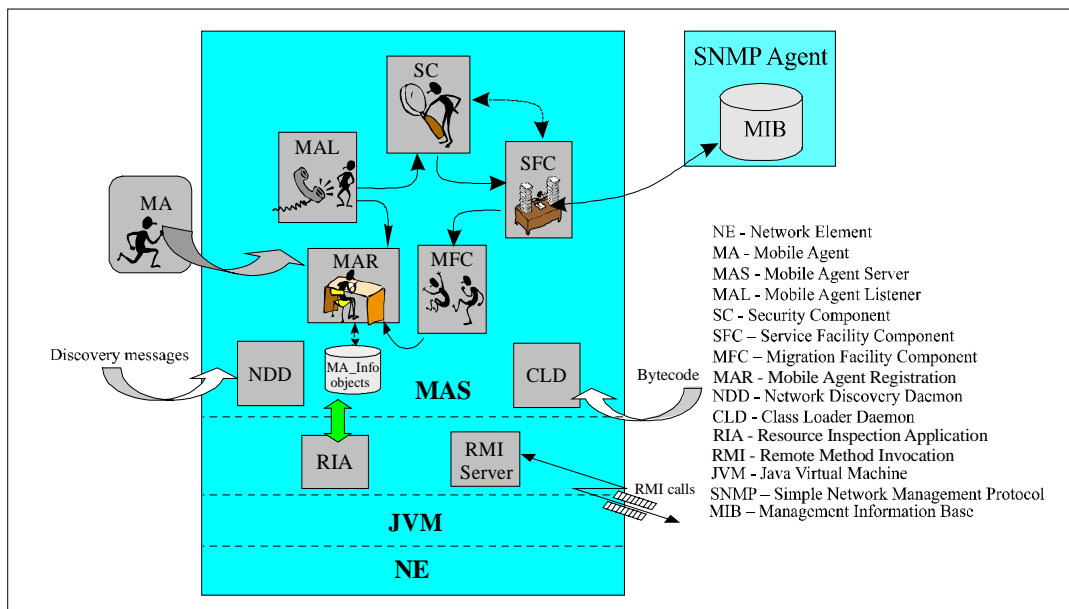 SC
SNMP Agent
MIB
MAL
SFC
MA
MAR
MFC
Discovery messages
NDD
MA_Info
objects
MAS
CLD
Bytecode
RIA
RMI
Server
RMI calls
JVM
NE
NE - Network Element
MA - Mobile Agent
MAS - Mobile Agent Server
MAL - Mobile Agent Listener
SC - Security Component
SFC – Service Facility Component
MFC – Migration Facility Component
MAR - Mobile Agent Registration
NDD - Network Discovery Daemon
CLD - Class Loader Daemon
RIA - Resource Inspection Application
RMI - Remote Method Invocation
JVM – Java Virtual Machine
SNMP – Simple Network Management Protocol
MIB – Management Information Base